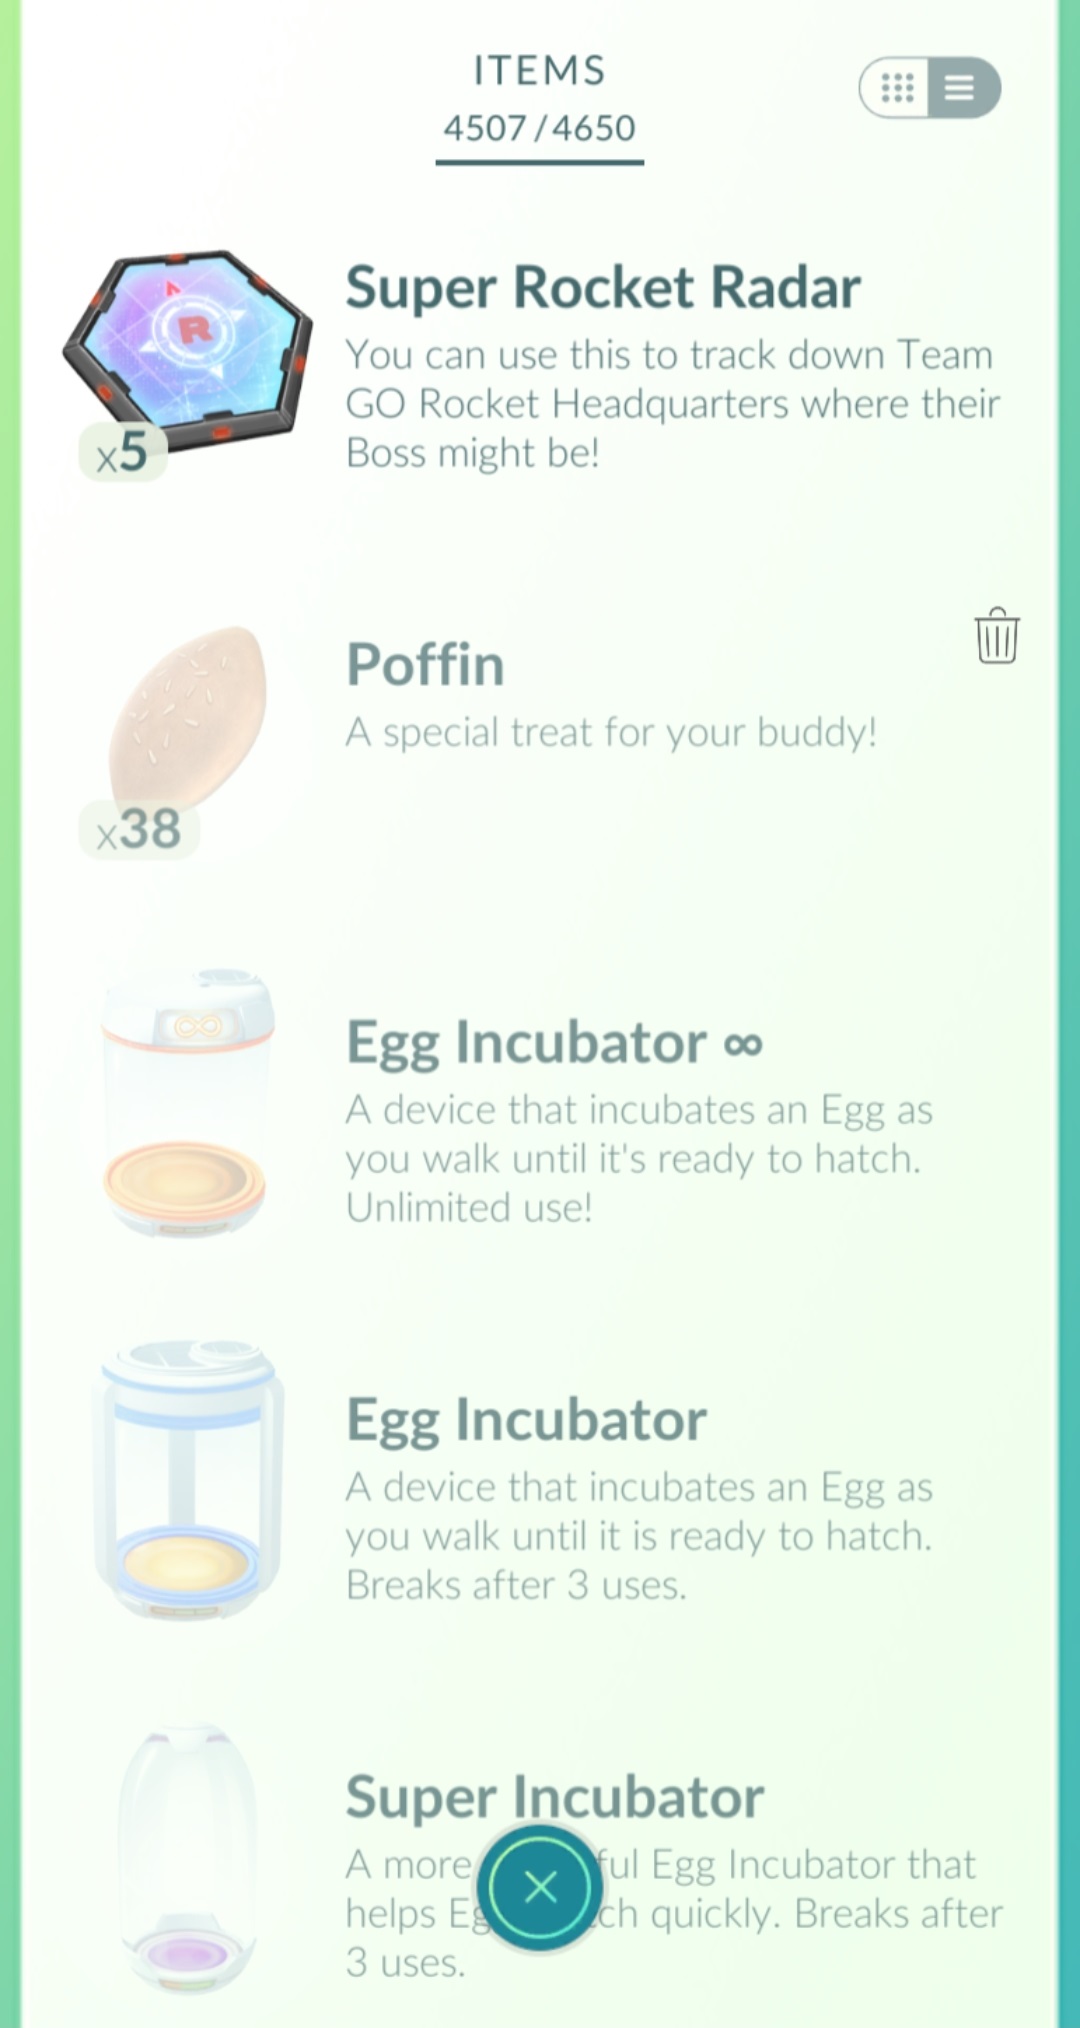 ITEMS
4507/4650
Super Rocket Radar
You can use this to track down Team
GO Rocket Headquarters where their
Boss might be!
R
x5
Poffin
A special treat for your buddy!
x38
Egg Incubator ∞
A device that incubates an Egg as
you walk until it's ready to hatch.
Unlimited use!
Egg Incubator
A device that incubates an Egg as
you walk until it is ready to hatch.
Breaks after 3 uses.
Super Incubator
A more ful Egg Incubator that
helps quickly. Breaks after
3 uses.